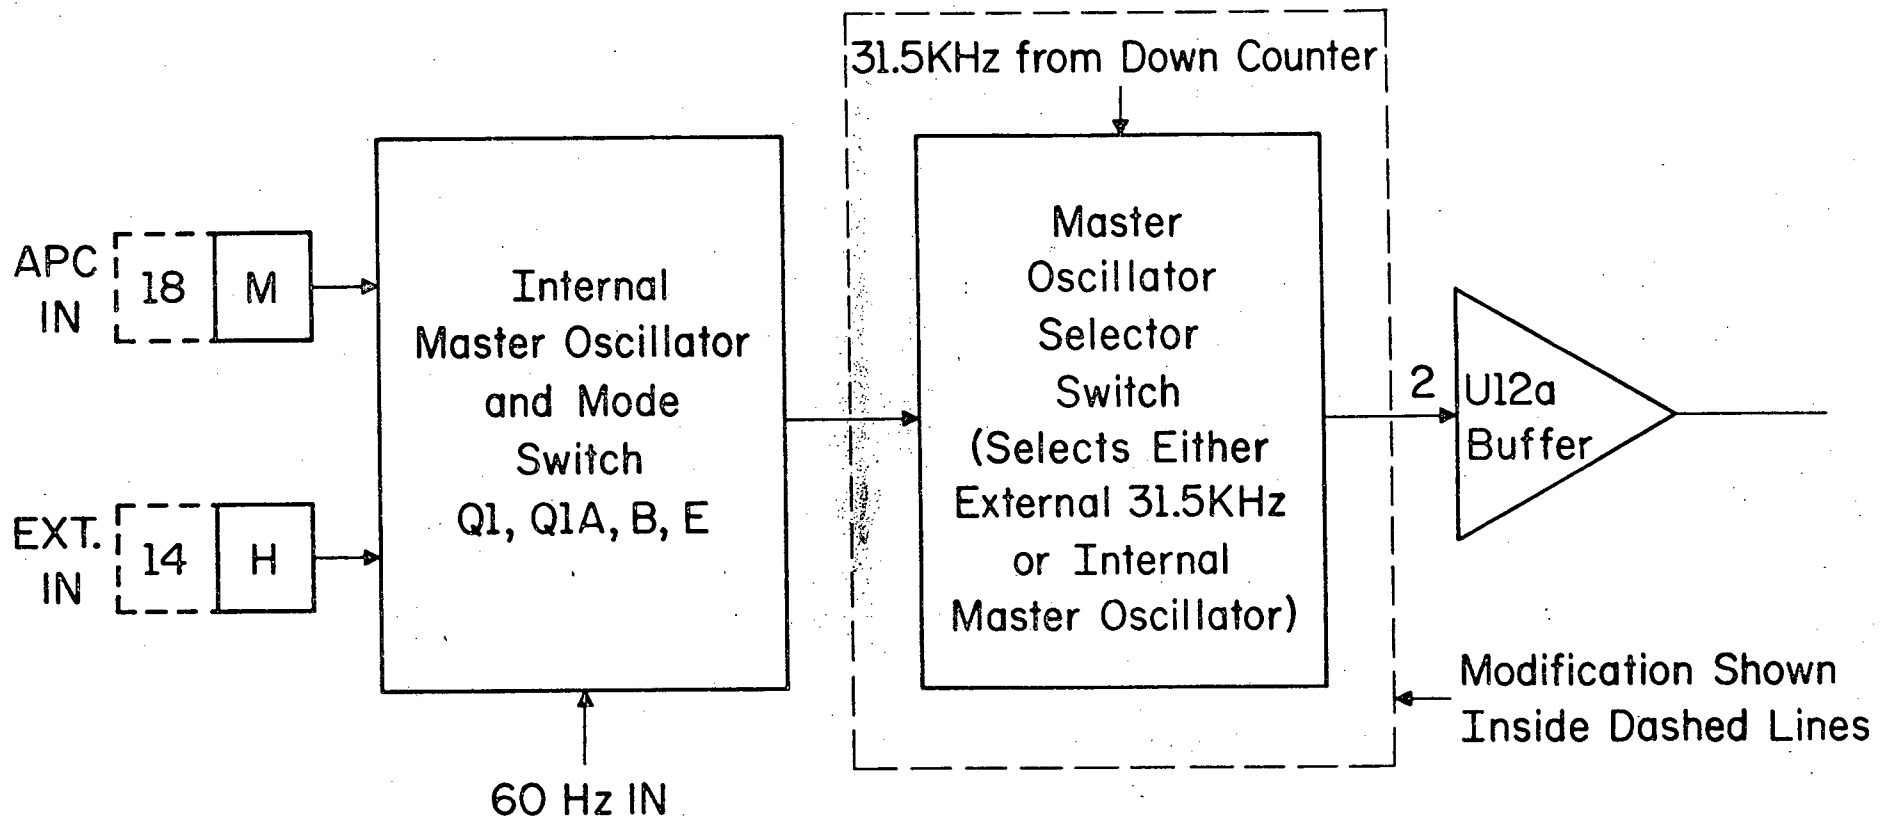 31.5KHz from Down Counter
APC
IN
18
M
EXT.
IN
14
H
Internal
Master Oscillator
and Mode
Switch
Q1, Q1A, B, E
60 Hz IN
Master
Oscillator
Selector
Switch
(Selects Either
External 31.5KHz
or Internal
Master Oscillator)
2
U12a
Buffer
Modification Shown
Inside Dashed Lines